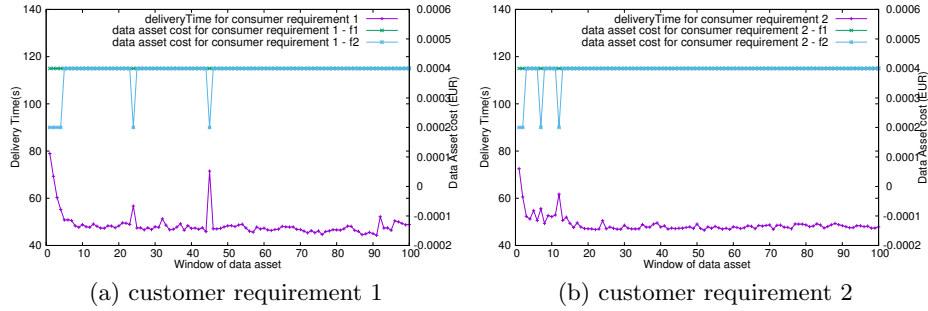 deliveryTime for consumer requirement 1
data asset cost for consumer requirement 1 - f1
data asset cost for consumer requirement 1 - f2
140
120
100
80
60
40
Delivery Time(s)
0.0006
0.0005
0.0004
0.0003
0.0002
0.0001
0
-0.0001
-0.0002
Data Asset cost (EUR)
0 10 20 30 40 50 60 70 80 90 100
Window of data asset
(a) customer requirement 1
deliveryTime for consumer requirement 2
data asset cost for consumer requirement 2 - f1
data asset cost for consumer requirement 2 - f2
140
120
100
80
60
40
Delivery Time(s)
0.0006
0.0005
0.0004
0.0003
0.0002
0.0001
0
-0.0001
-0.0002
Data Asset cost (EUR)
0 10 20 30 40 50 60 70 80 90 100
Window of data asset
(b) customer requirement 2